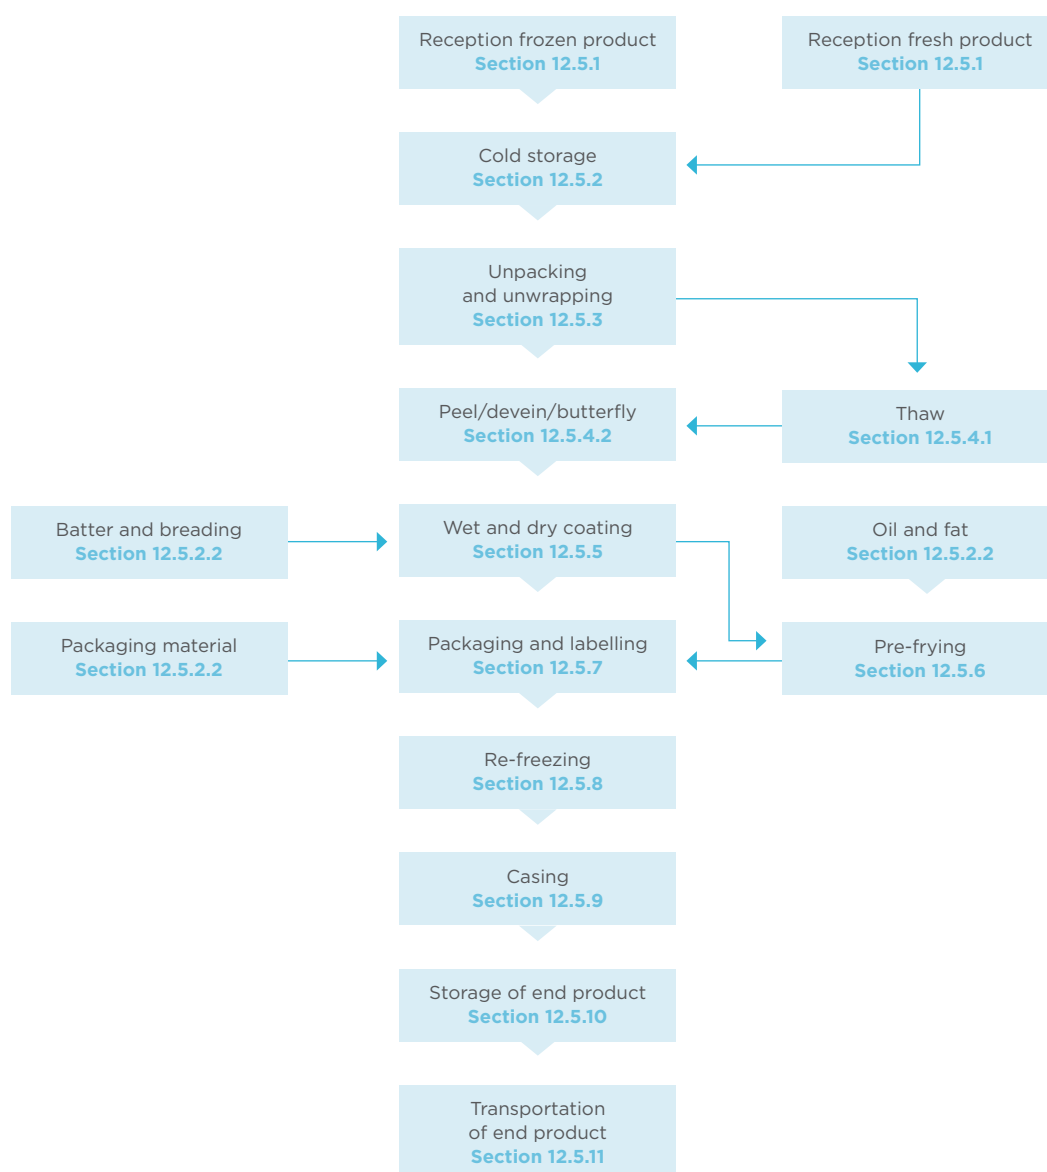 Reception frozen product
Section 12.5.1
Reception fresh product
Section 12.5.1
Cold storage
Section 12.5.2
Unpacking
and unwrapping
Section 12.5.3
Peel/devein/butterfly
Section 12.5.4.2
Thaw
Section 12.5.4.1
Batter and breading
Section 12.5.2.2
Wet and dry coating
Section 12.5.5
Oil and fat
Section 12.5.2.2
Packaging material
Section 12.5.2.2
Packaging and labelling
Section 12.5.7
Pre-frying
Section 12.5.6
Re-freezing
Section 12.5.8
Casing
Section 12.5.9
Storage of end product
Section 12.5.10
Transportation
of end product
Section 12.5.11